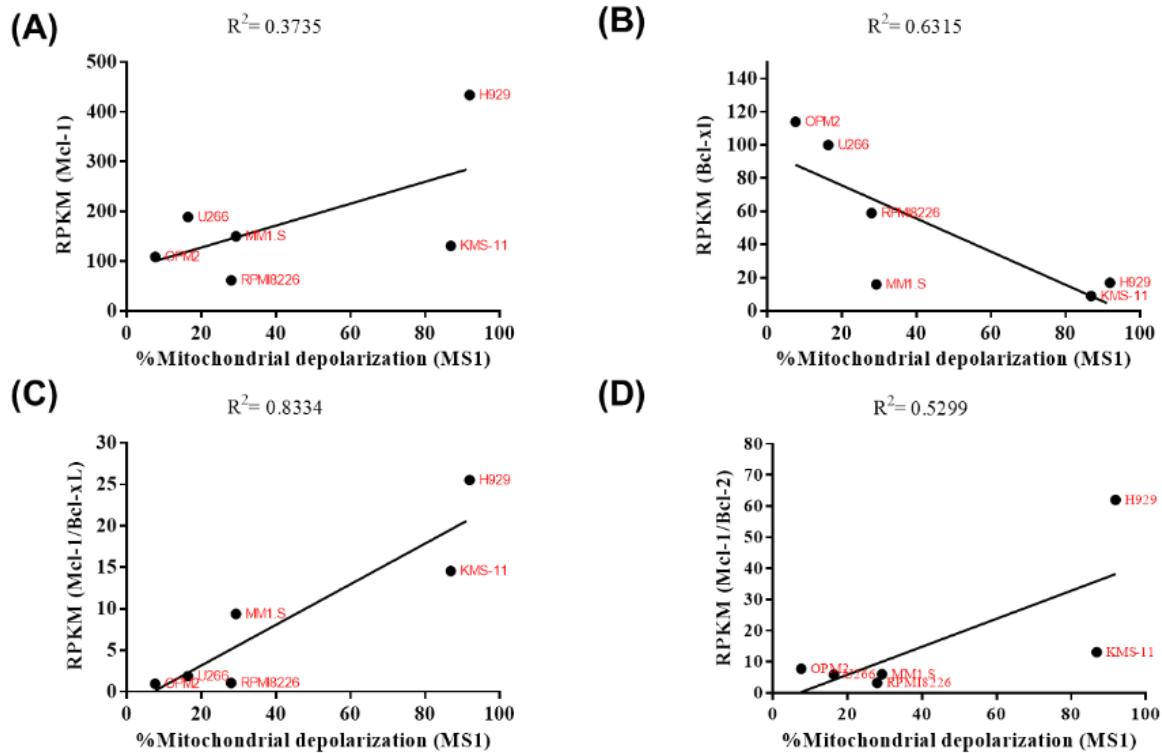 (A)
R²= 0.3735
RPKM (Mcl-1)
500
400
300
200
100
0
H929
U266
MM1.S
OPM2
KMS-11
RPMI8226
0 20 40 60 80 100
%Mitochondrial depolarization (MS1)
(B)
R²= 0.6315
RPKM (Bcl-xl)
140
120
100
80
60
40
20
0
OPM2
U266
RPMI8226
MM1.S
H929
KMS-11
0 20 40 60 80 100
%Mitochondrial depolarization (MS1)
(C)
R²= 0.8334
RPKM (Mcl-1/Bcl-xL)
30
25
20
15
10
5
0
H929
KMS-11
MM1.S
U266
OPM2
RPMI8226
0 20 40 60 80 100
%Mitochondrial depolarization (MS1)
(D)
R²= 0.5299
RPKM (Mcl-1/Bcl-2)
80
70
60
50
40
30
20
10
0
H929
KMS-11
OPM2
U266
MM1.S
RPMI8226
0 20 40 60 80 100
%Mitochondrial depolarization (MS1)